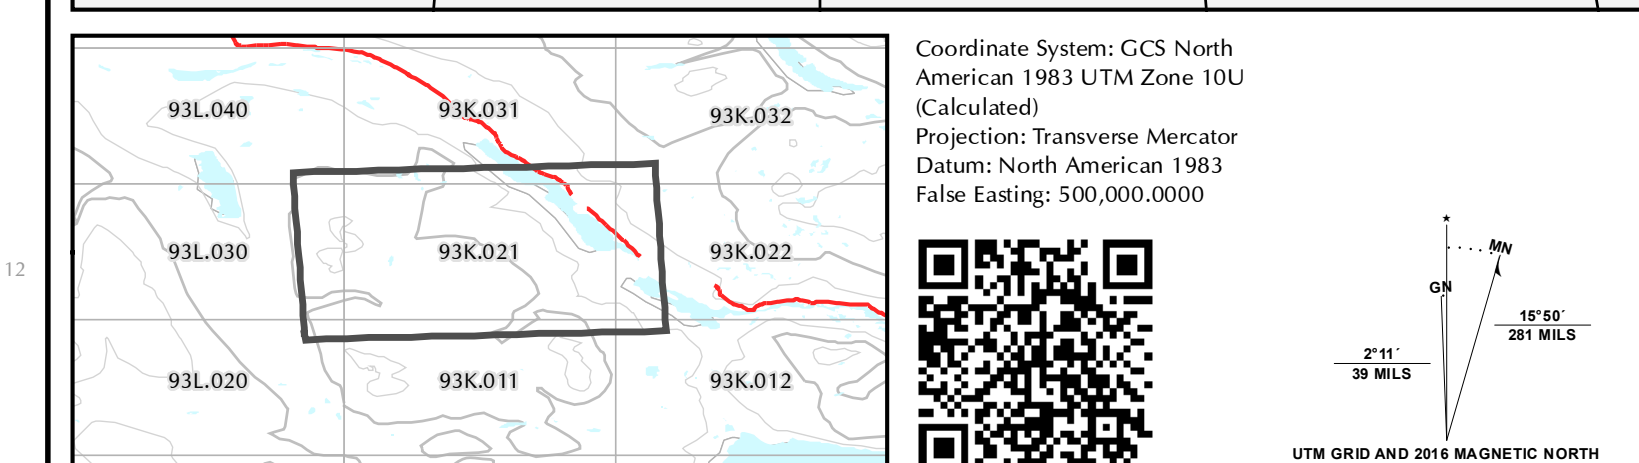 93L.040
93K.031
93K.032
93L.030
93K.021
93K.022
93L.020
93K.011
93K.012
12
Coordinate System: GCS North
American 1983 UTM Zone 10U
(Calculated)
Projection: Transverse Mercator
Datum: North American 1983
False Easting: 500,000.0000
MN
GN
15°50´
281 MILS
2°11´
39 MILS
UTM GRID AND 2016 MAGNETIC NORTH